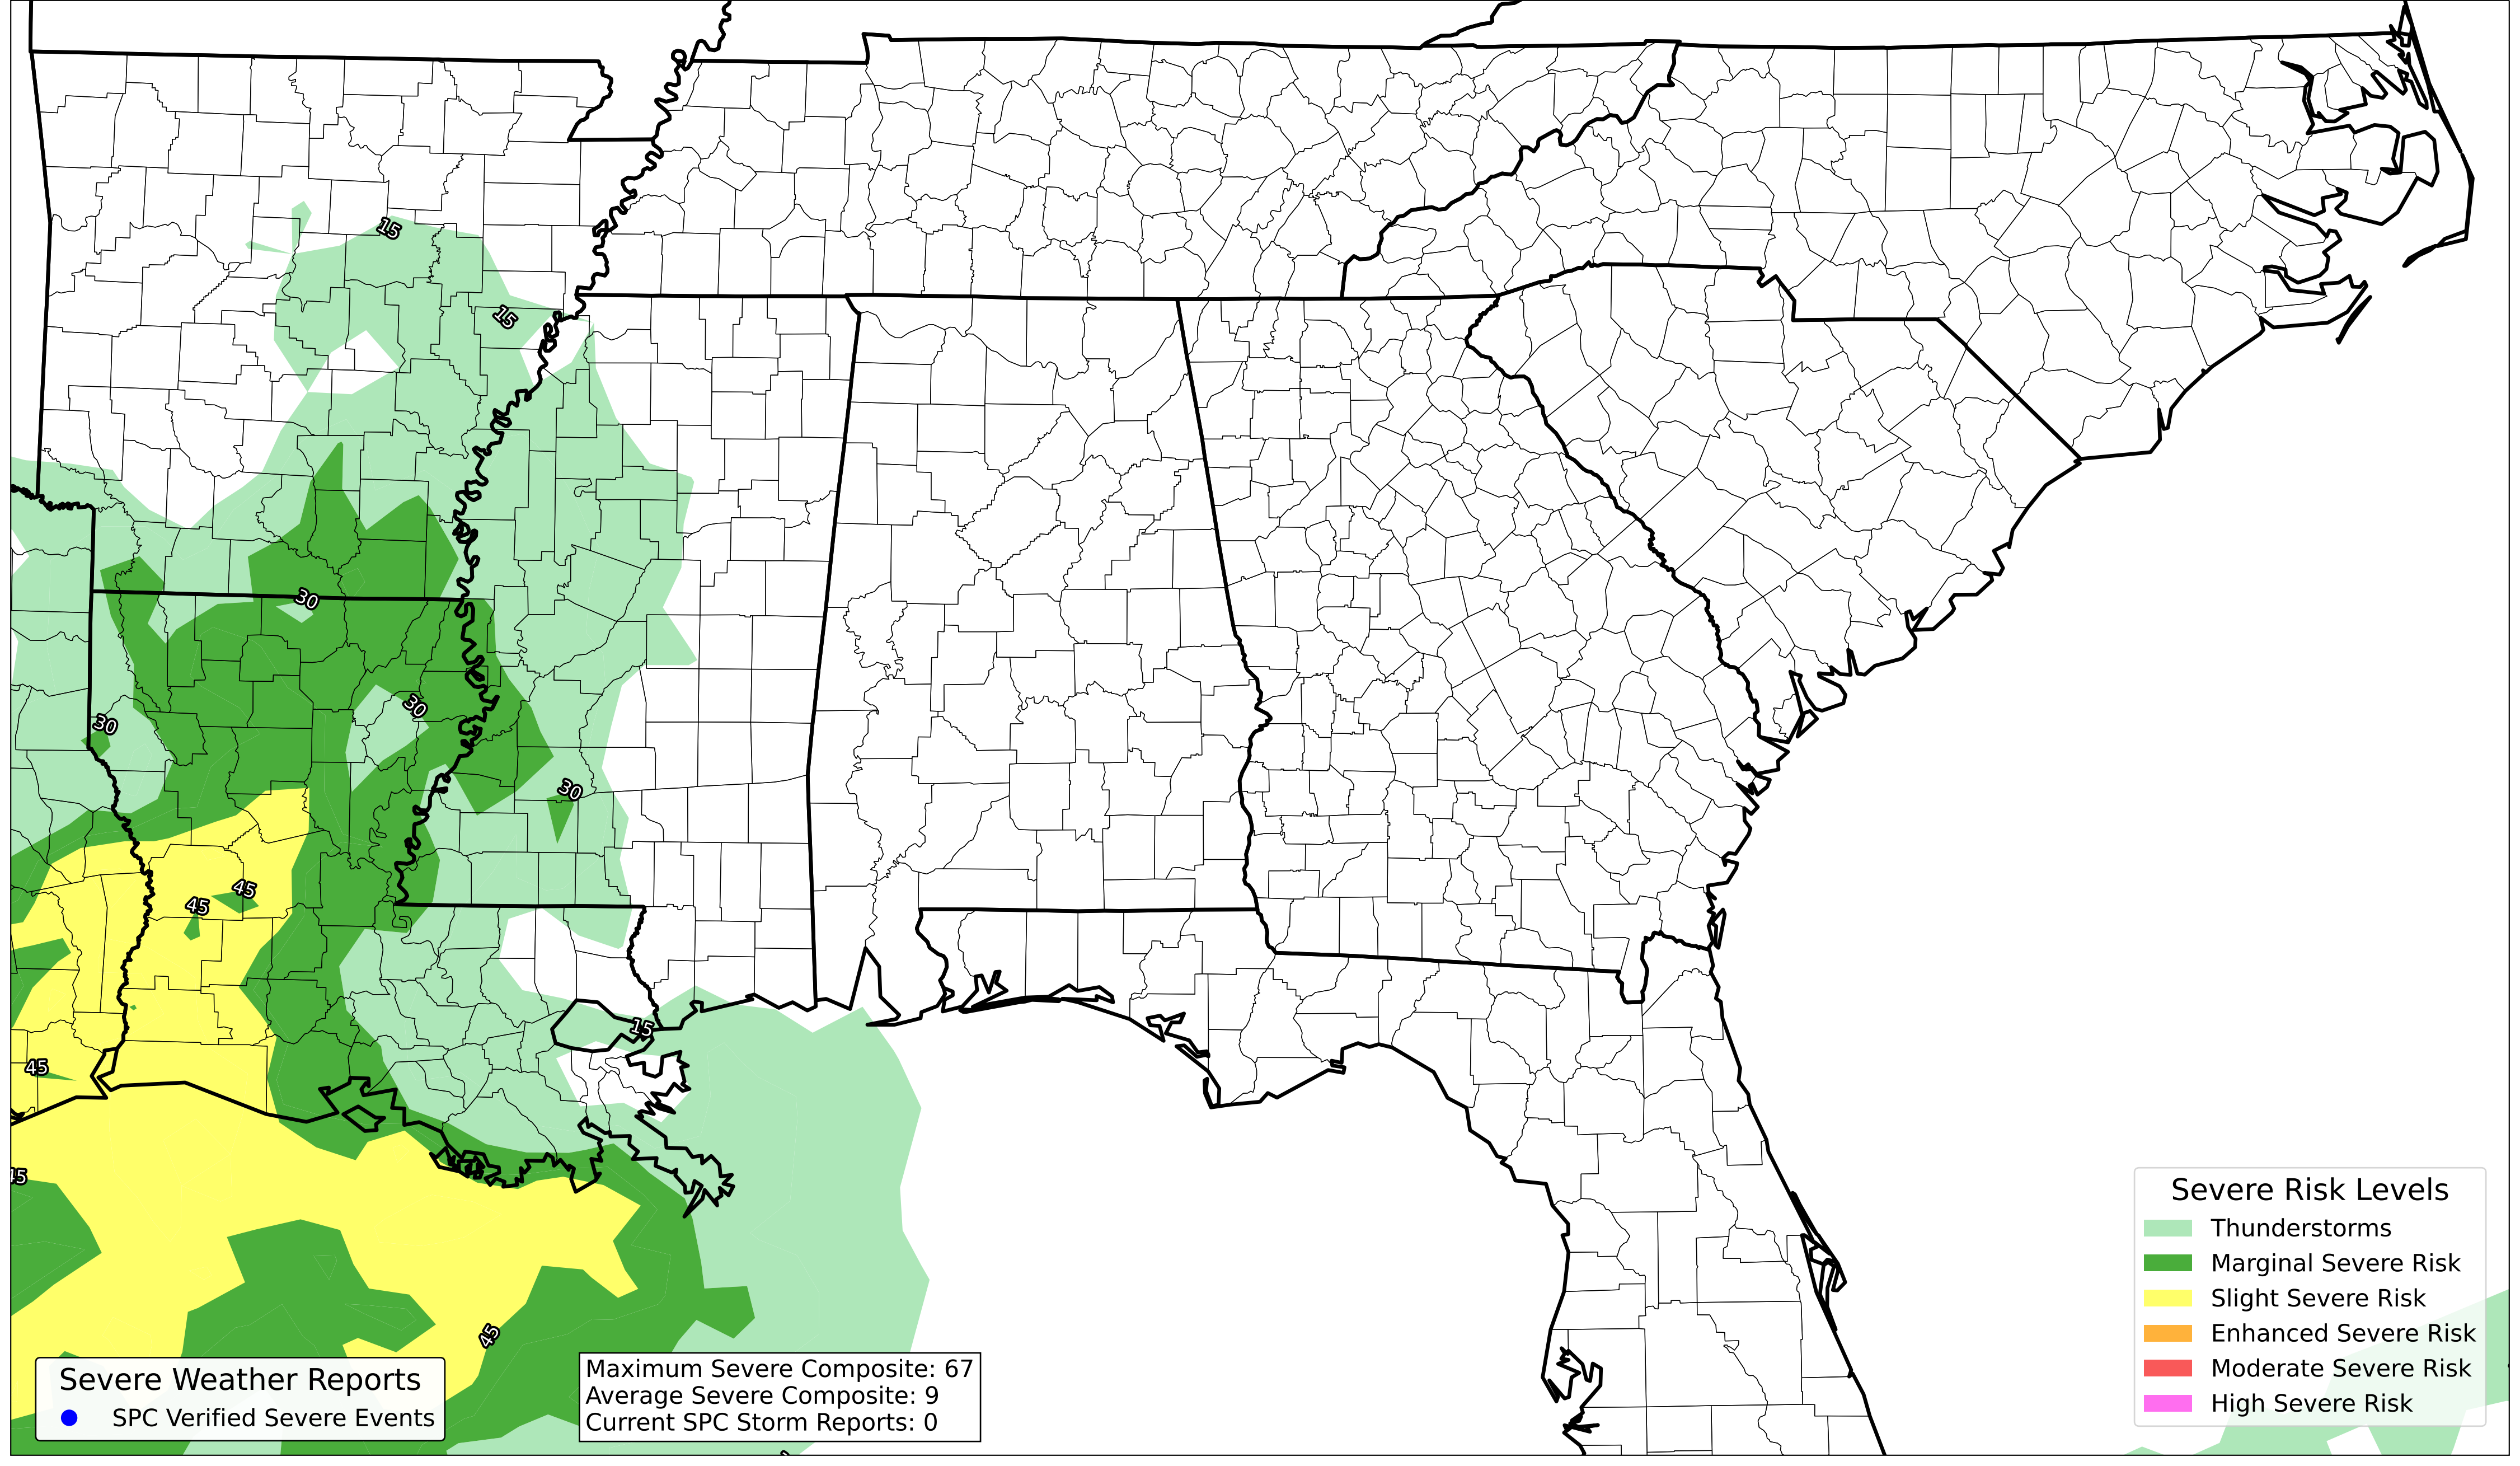 15
15
30
30
30
30
45
45
15
45
45
45
Severe Weather Reports
SPC Verified Severe Events
Maximum Severe Composite: 67
Average Severe Composite: 9
Current SPC Storm Reports: 0
Severe Risk Levels
Thunderstorms
Marginal Severe Risk
Slight Severe Risk
Enhanced Severe Risk
Moderate Severe Risk
High Severe Risk